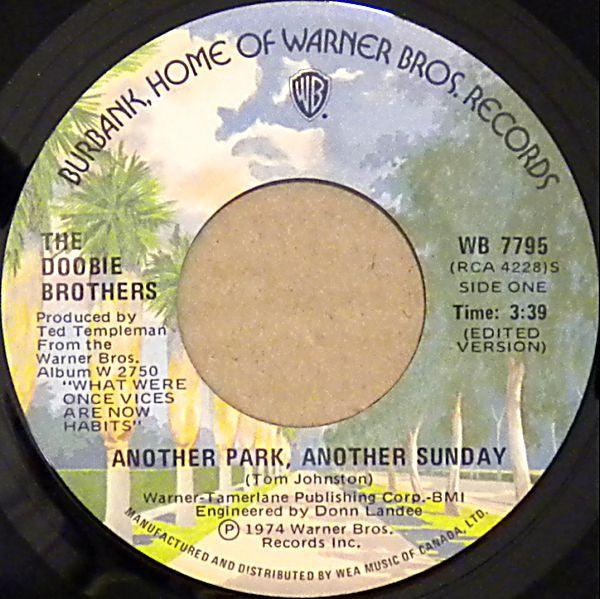 BURBANK, HOME OF WARNER BROS. RECORDS
WB
THE
DOOBIE
BROTHERS
Produced by
Ted Templeman
From the
Warner Bros.
Album W 2750
"WHAT WERE
ONCE VICES
ARE NOW
HABITS"
WB 7795
(RCA 4228)S
SIDE ONE
Time: 3:39
(EDITED
VERSION)
ANOTHER PARK, ANOTHER SUNDAY
(Tom Johnston)
Warner-Tamerlane Publishing Corp.-BMI
Engineered by Donn Landee
Ⓟ 1974 Warner Bros.
Records Inc.
MANUFACTURED AND DISTRIBUTED BY WEA MUSIC OF CANADA, LTD.